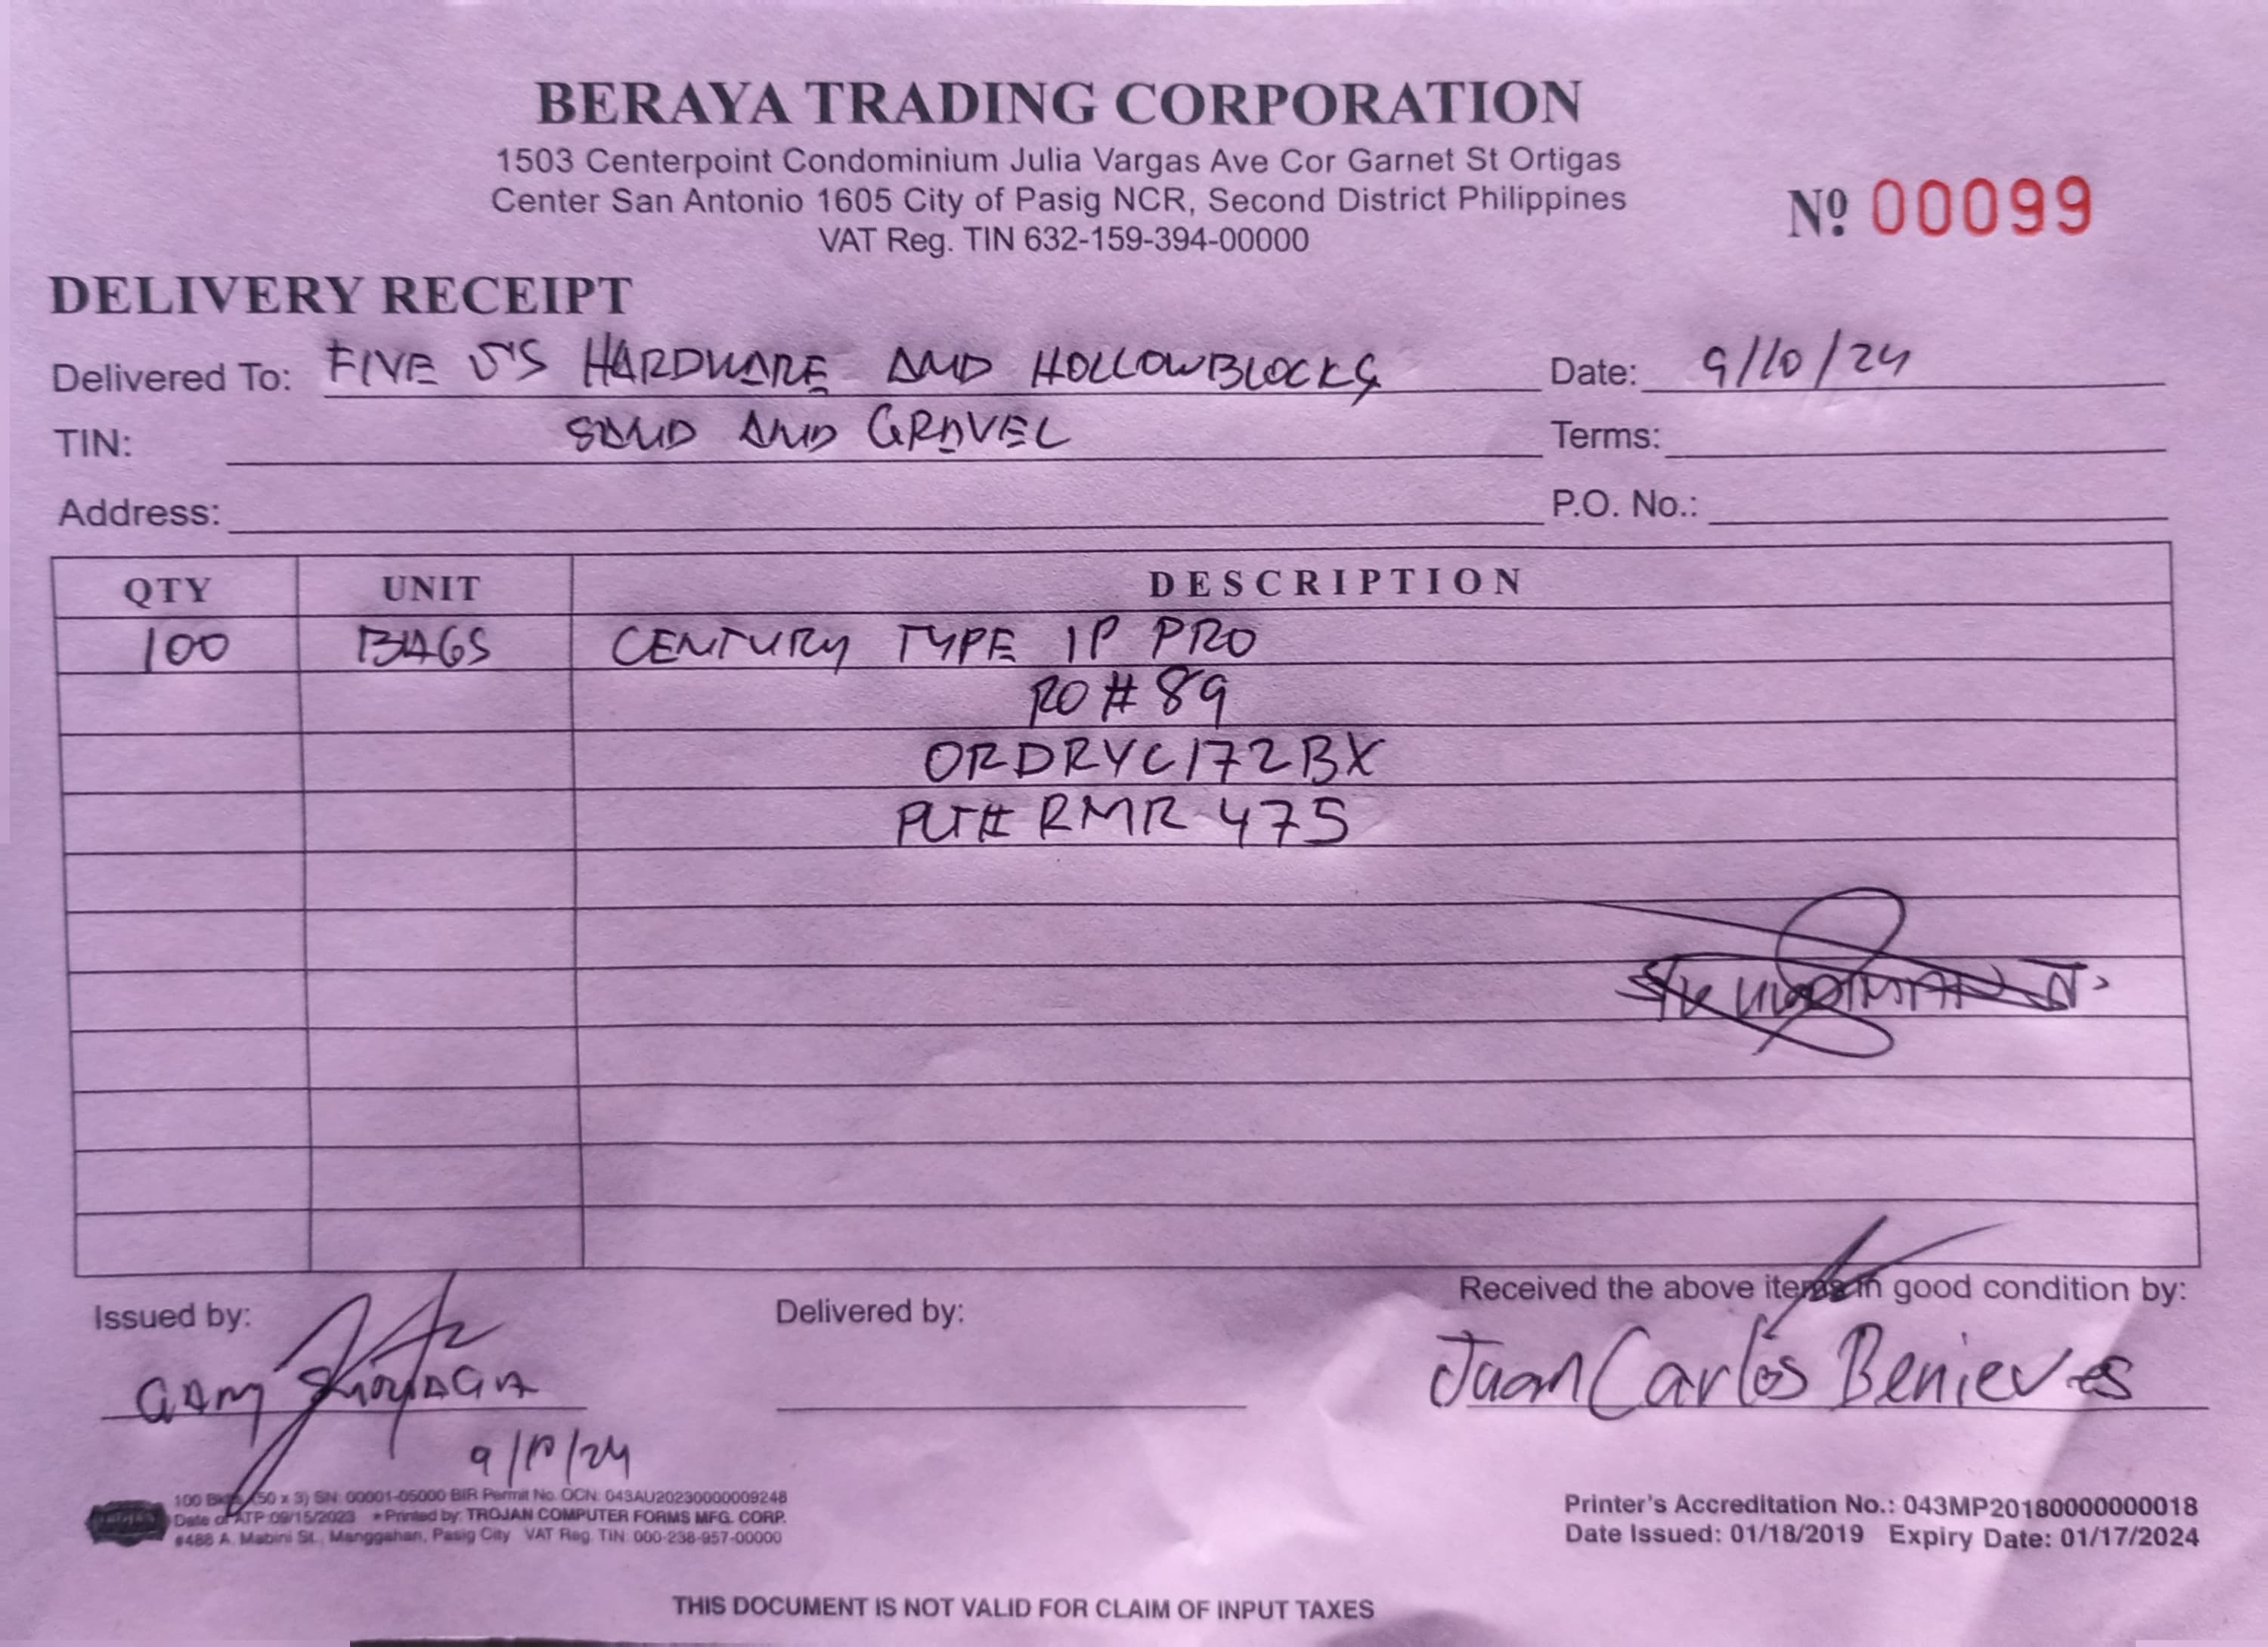 BERAYA TRADING CORPORATION
1503 Centerpoint Condominium Julia Vargas Ave Cor Garnet St Ortigas
Center San Antonio 1605 City of Pasig NCR, Second District Philippines
VAT Reg. TIN 632-159-394-00000
Nº 00099
DELIVERY RECEIPT
Delivered To: FIVE J'S HARDWARE AND HOLLOWBLOCKS Date: 9/10/24
TIN: SAND AND GRAVEL Terms:
Address: P.O. No.:
QTY UNIT DESCRIPTION
100 BAGS CENTURY TYPE 1P PRO
RO # 89
ORDRYC172BX
PLT# RMR 475
Received the above items in good condition by:
Issued by: Delivered by:
GARY Juan Carlos Benieves
9/10/24
100 Bklts (50 x 3) SN: 00001-05000 BIR Permit No. OCN: 043AU20230000009248
Date of ATP 09/15/2023 * Printed by: TROJAN COMPUTER FORMS MFG. CORP.
#488 A. Mabini St., Manggahan, Pasig City VAT Reg. TIN: 000-238-957-00000
Printer's Accreditation No.: 043MP20180000000018
Date Issued: 01/18/2019 Expiry Date: 01/17/2024
THIS DOCUMENT IS NOT VALID FOR CLAIM OF INPUT TAXES